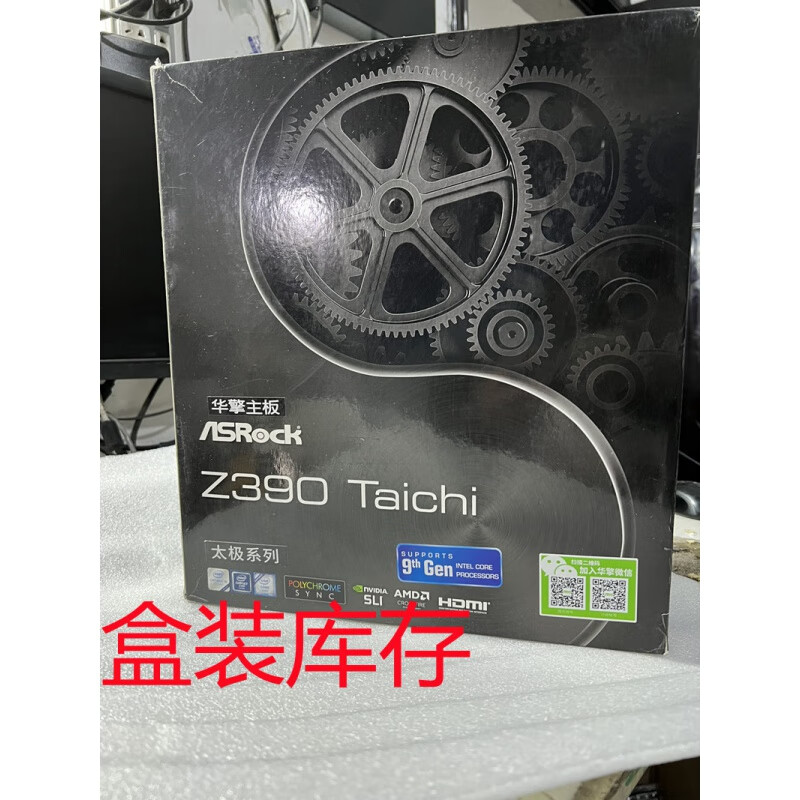 华擎主板
ASRock
Z390 Taichi
太极系列
SUPPORTS
9th Gen INTEL CORE PROCESSORS
POLYCHROME
SYNC
NVIDIA
SLI
AMD
HDMI
扫描二维码
加入华擎微信
盒装库存